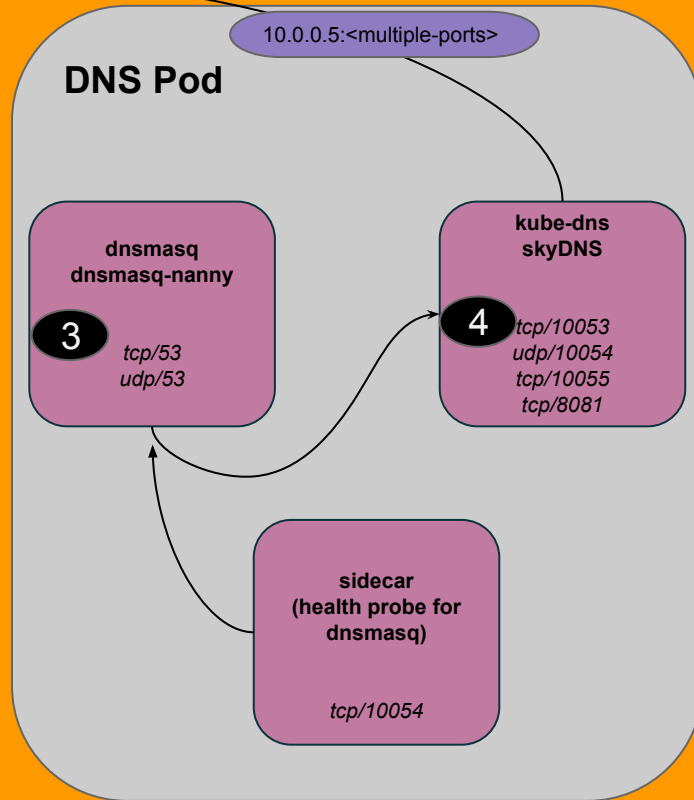 10.0.0.5:<multiple-ports>
DNS Pod
dnsmasq
dnsmasq-nanny
3
tcp/53
udp/53
kube-dns
skyDNS
4
tcp/10053
udp/10054
tcp/10055
tcp/8081
sidecar
(health probe for
dnsmasq)
tcp/10054